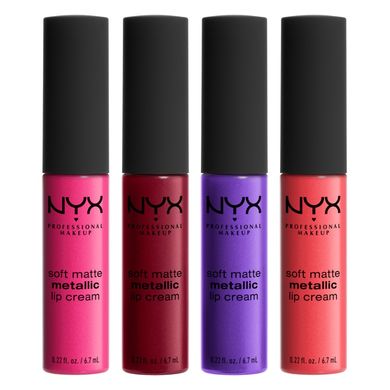 NYX
PROFESSIONAL
MAKEUP
soft matte
metallic
lip cream
0.22 fl. oz. / 6.7 mL
NYX
PROFESSIONAL
MAKEUP
soft matte
metallic
lip cream
0.22 fl. oz. / 6.7 mL
NYX
PROFESSIONAL
MAKEUP
soft matte
metallic
lip cream
0.22 fl. oz. / 6.7 mL
NYX
PROFESSIONAL
MAKEUP
soft matte
metallic
lip cream
0.22 fl. oz. / 6.7 mL